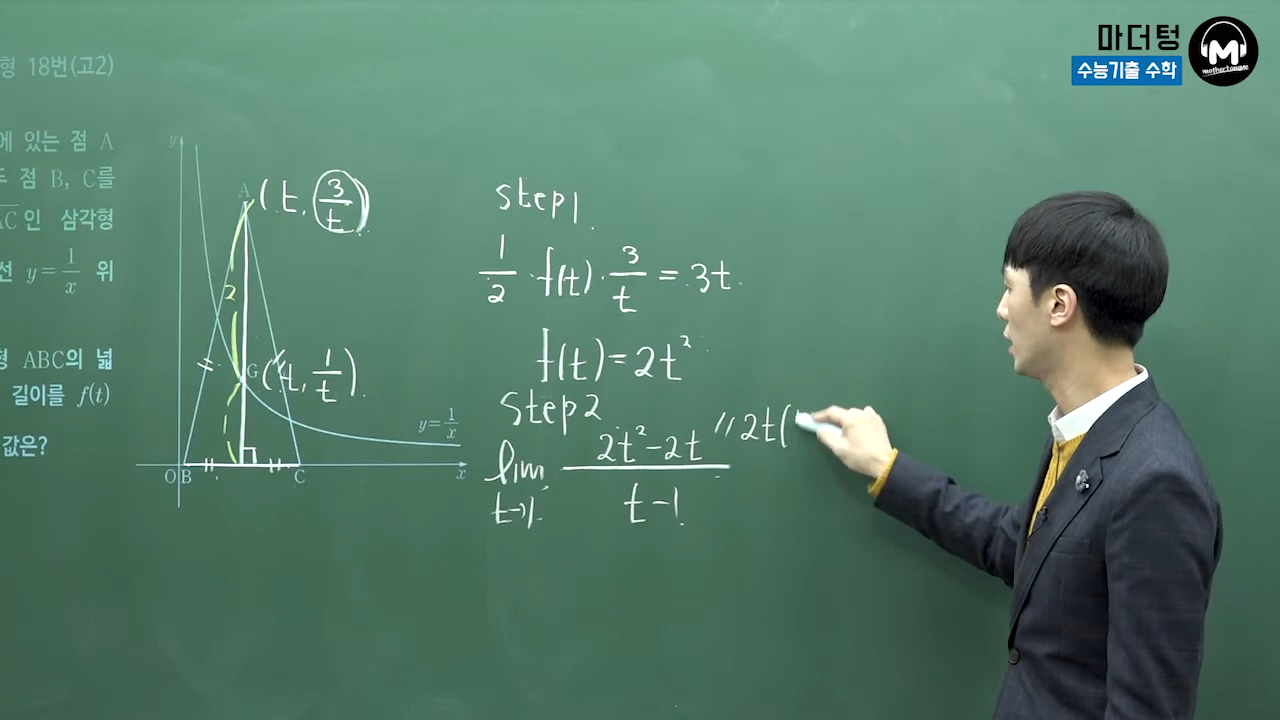 마더텅
수능기출 수학
M
mothertongue
형 18번(고2)
에 있는 점 A
두 점 B, C를
AC인 삼각형
선 y=1/x 위
형 ABC의 넓
길이를 f(t)
값은?
y
A (t, 3/t)
2
G (t, 1/t)
1
y=1/x
O B C x
step1
1/2 · f(t) · 3/t = 3t
f(t)=2t²
step2
lim t→1 (2t²-2t)/(t-1) 〃 2t(